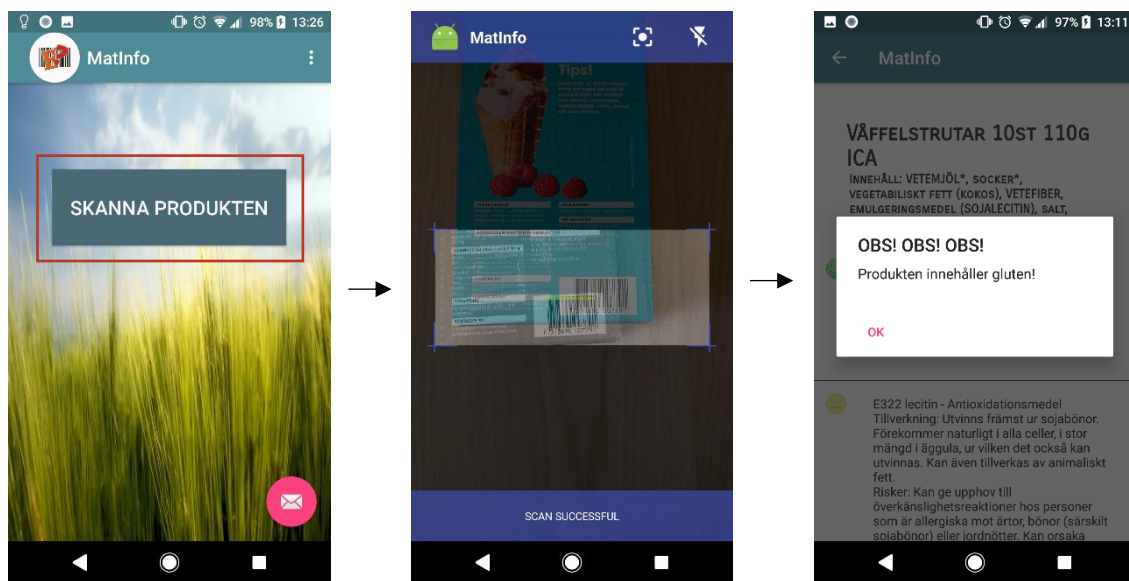 98% 13:26
MatInfo
SKANNA PRODUKTEN
MatInfo
Tips!
SCAN SUCCESSFUL
97% 13:11
MatInfo
VÅFFELSTRUTAR 10ST 110G
ICA
INNEHÅLL: VETEMJÖL*, SOCKER*,
VEGETABILISKT FETT (KOKOS), VETEFIBER,
EMULGERINGSMEDEL (SOJALECITIN), SALT,
OBS! OBS! OBS!
Produkten innehåller gluten!
OK
E322 lecitin - Antioxidationsmedel
Tillverkning: Utvinns främst ur sojabönor.
Förekommer naturligt i alla celler, i stor
mängd i äggula, ur vilken det också kan
utvinnas. Kan även tillverkas av animaliskt
fett.
Risker: Kan ge upphov till
överkänslighetsreaktioner hos personer
som är allergiska mot ärtor, bönor (särskilt
sojabönor) eller jordnötter. Kan orsaka